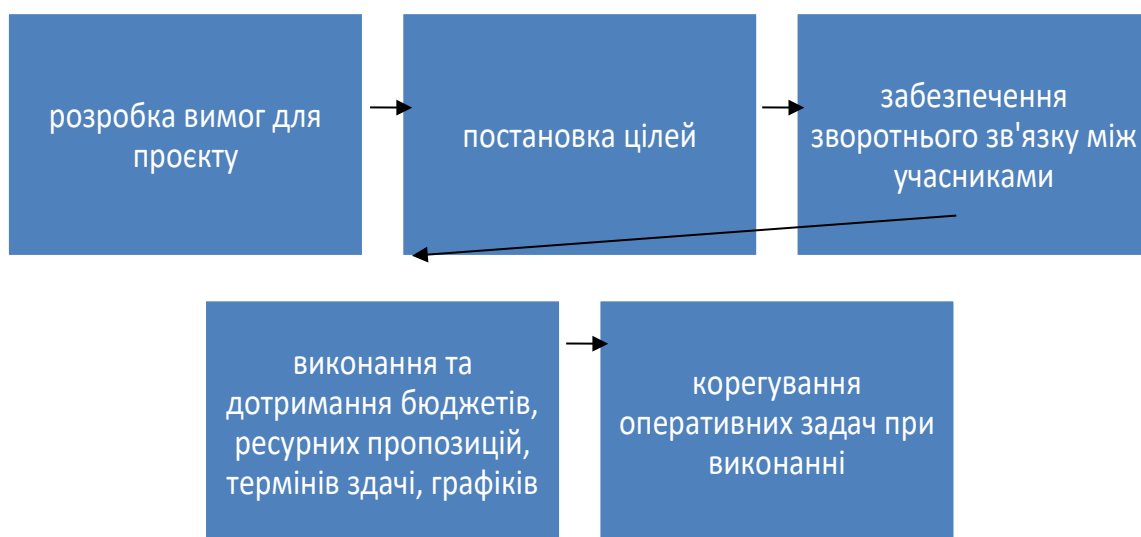 розробка вимог для
проєкту
постановка цілей
забезпечення
зворотнього зв'язку між
учасниками
виконання та
дотримання бюджетів,
ресурних пропозицій,
термінів здачі, графіків
корегування
оперативних задач при
виконанні